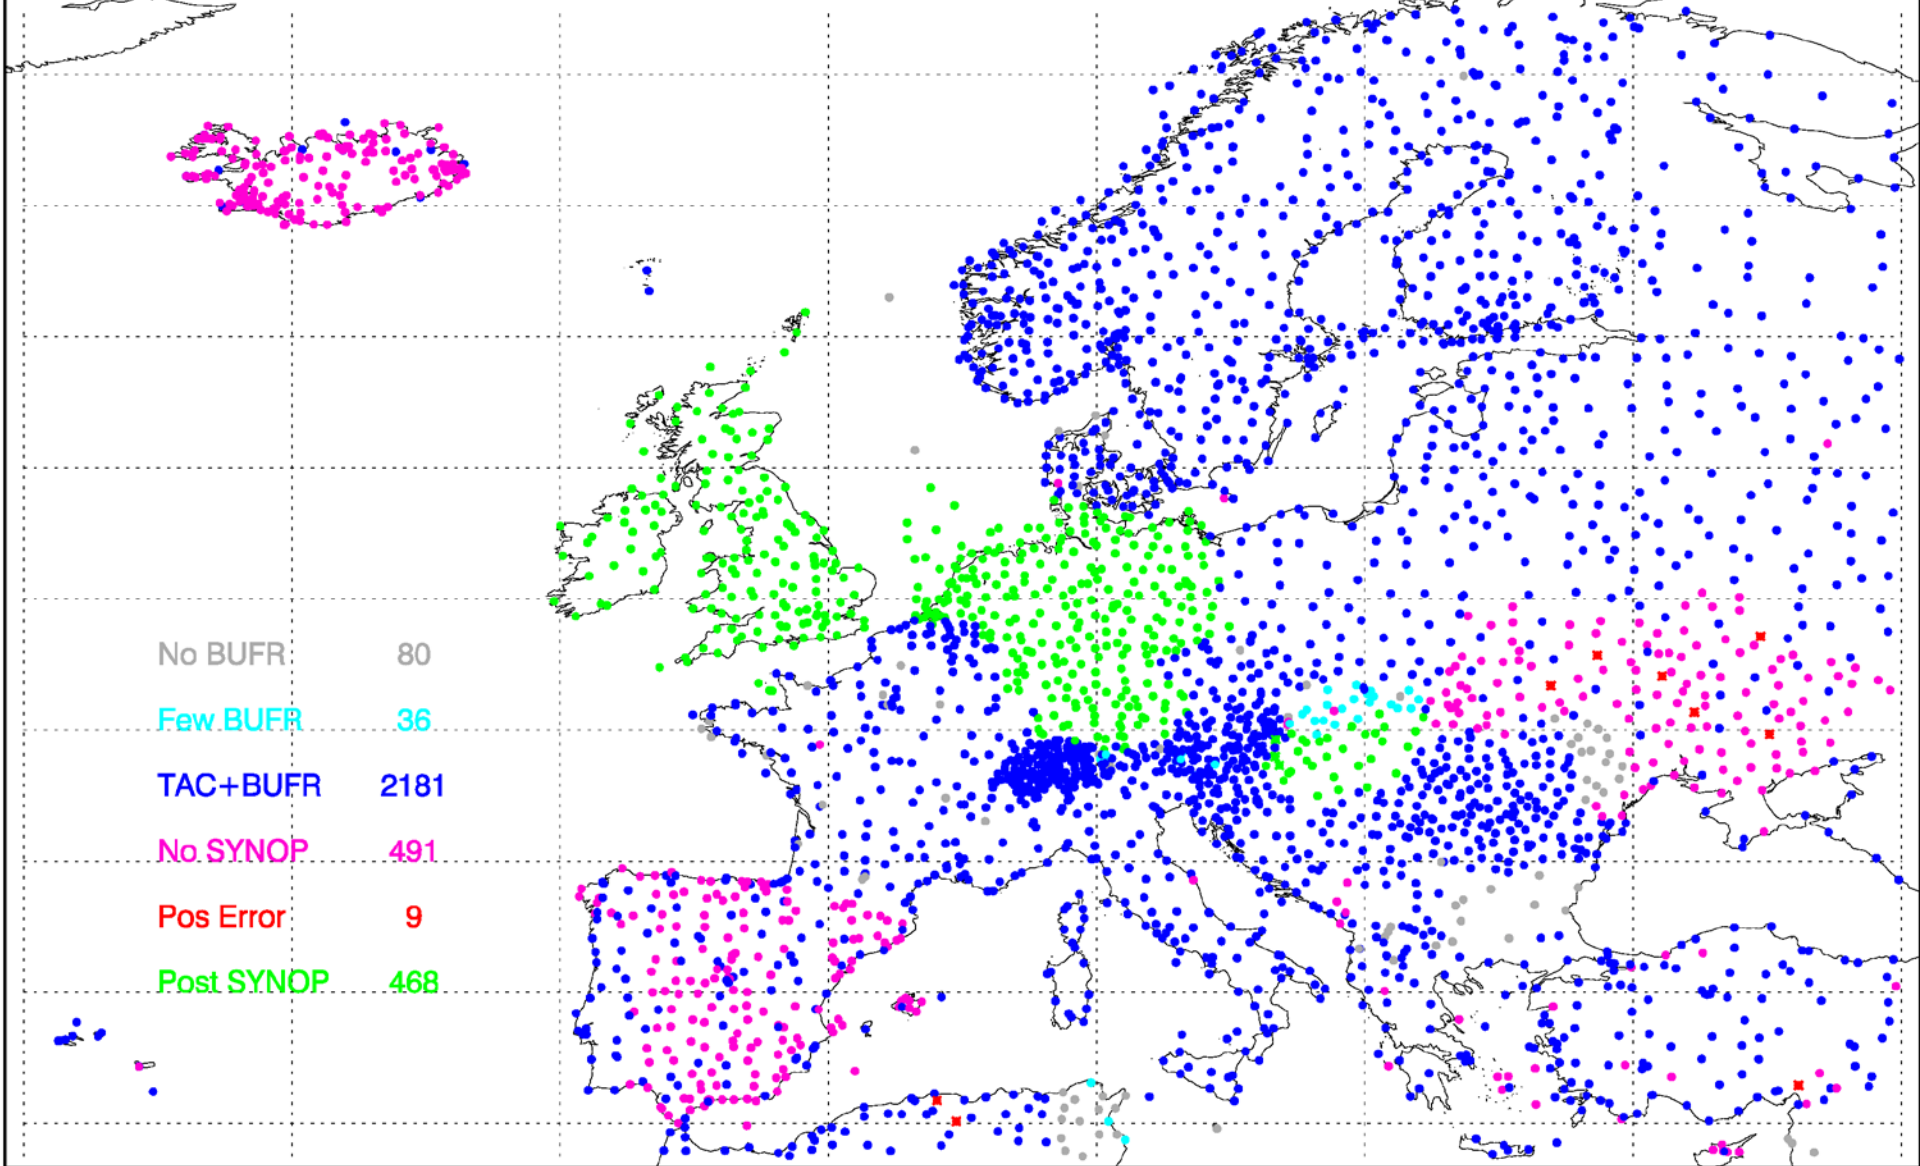 No BUFR 80
Few BUFR 36
TAC+BUFR 2181
No SYNOP 491
Pos Error 9
Post SYNOP 468